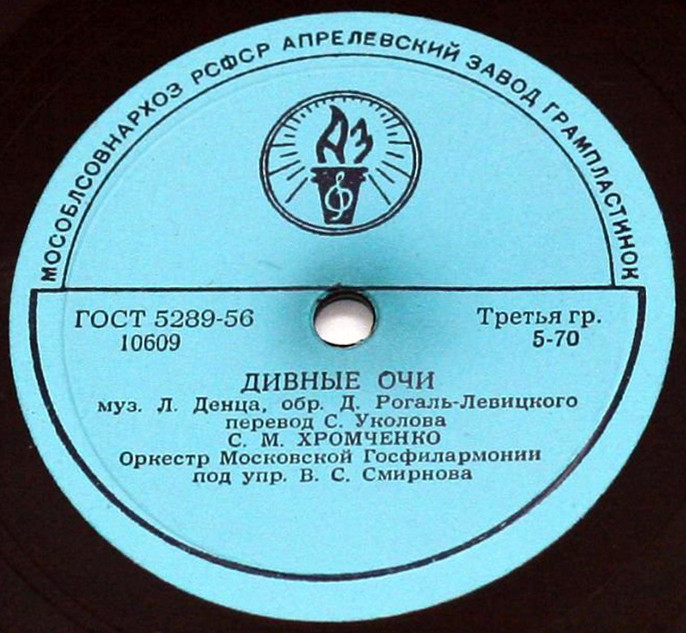 МОСОБЛСОВНАРХОЗ РСФСР АПРЕЛЕВСКИЙ ЗАВОД ГРАМПЛАСТИНОК
АЗ
ГОСТ 5289-56
10609
Третья гр.
5-70
ДИВНЫЕ ОЧИ
муз. Л. Денца, обр. Д. Рогаль-Левицкого
перевод С. Уколова
С. М. ХРОМЧЕНКО
Оркестр Московской Госфилармонии
под упр. В. С. Смирнова